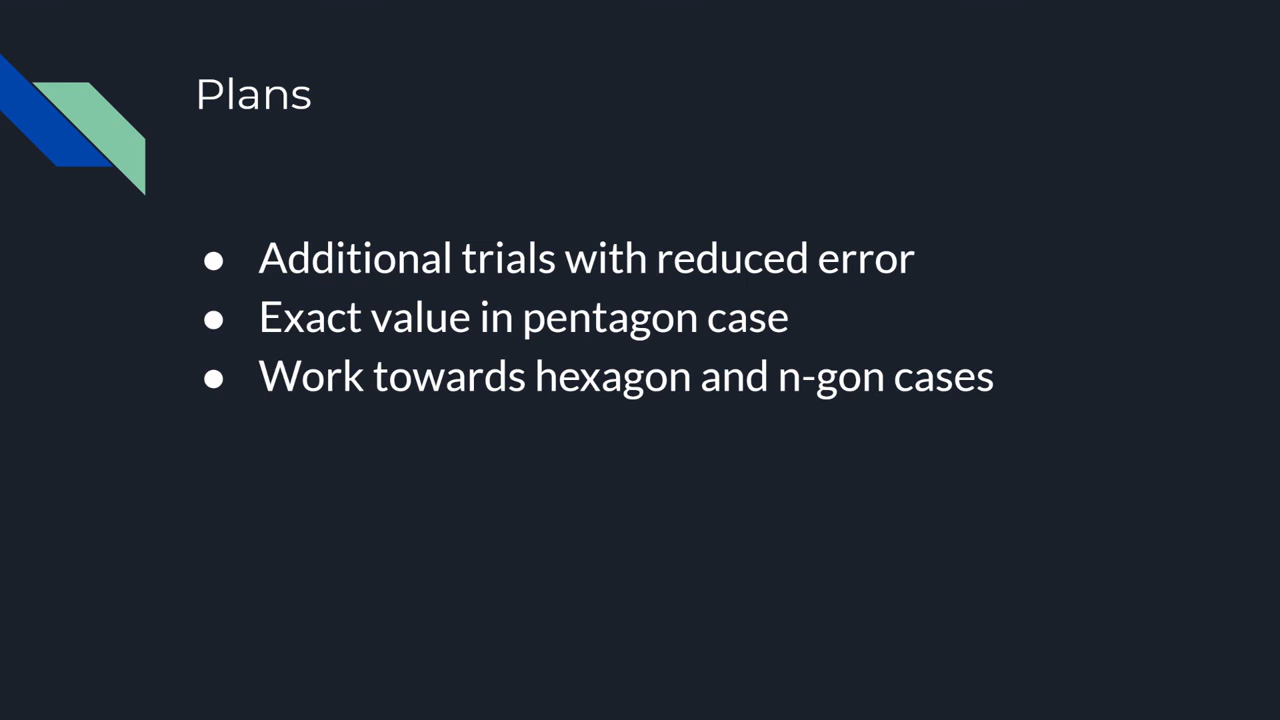 Plans
● Additional trials with reduced error
● Exact value in pentagon case
● Work towards hexagon and n-gon cases